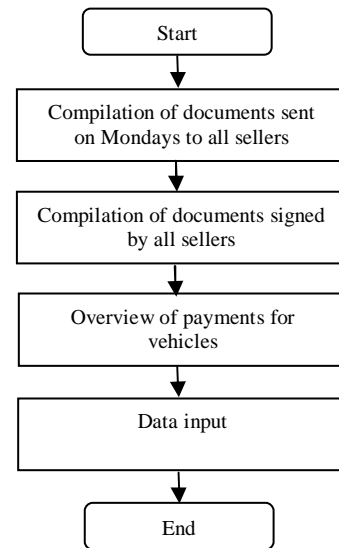 Start
Compilation of documents sent
on Mondays to all sellers
Compilation of documents signed
by all sellers
Overview of payments for
vehicles
Data input
End